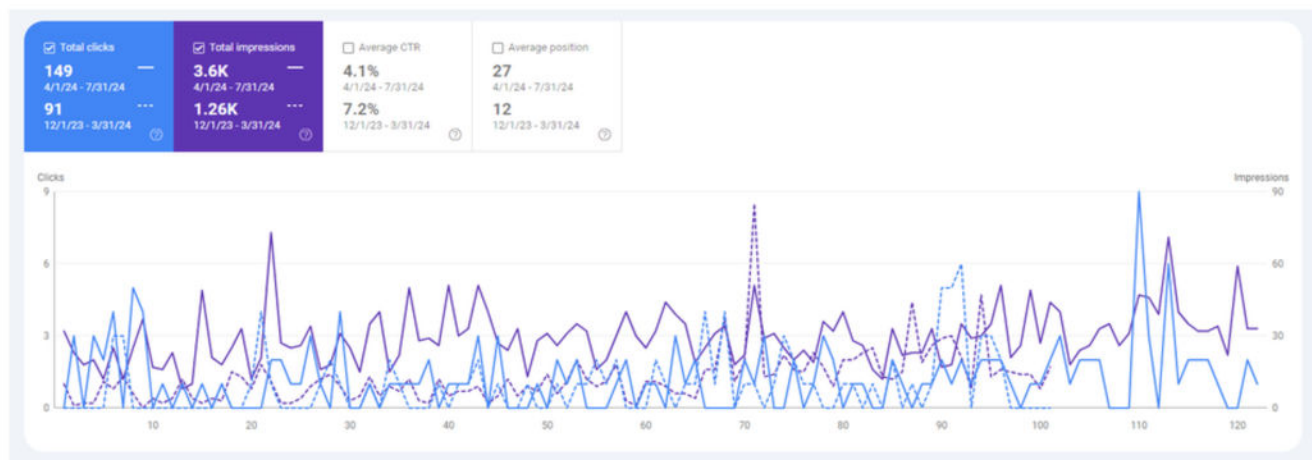 Total clicks
149
4/1/24 - 7/31/24
91
12/1/23 - 3/31/24
Total impressions
3.6K
4/1/24 - 7/31/24
1.26K
12/1/23 - 3/31/24
Average CTR
4.1%
4/1/24 - 7/31/24
7.2%
12/1/23 - 3/31/24
Average position
27
4/1/24 - 7/31/24
12
12/1/23 - 3/31/24
Clicks
Impressions
9
90
6
60
3
30
0
0
10 20 30 40 50 60 70 80 90 100 110 120